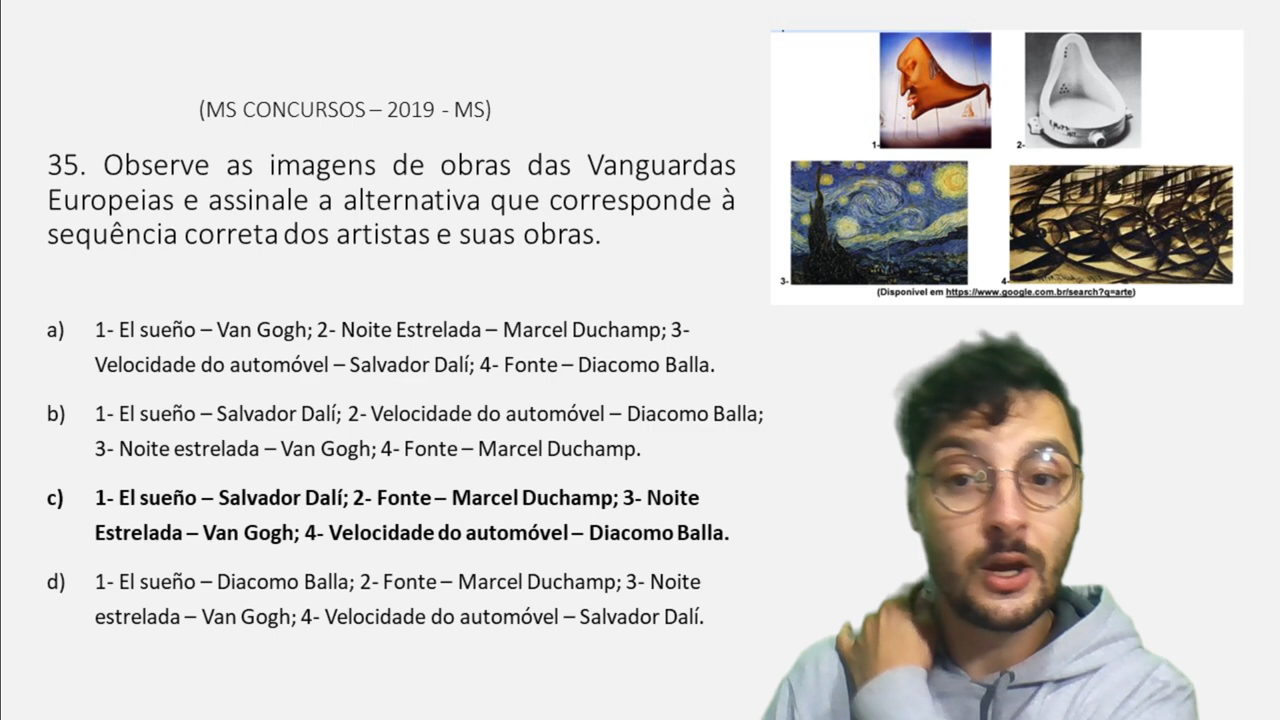 (MS CONCURSOS – 2019 - MS)
35. Observe as imagens de obras das Vanguardas
Europeias e assinale a alternativa que corresponde à
sequência correta dos artistas e suas obras.
a) 1- El sueño – Van Gogh; 2- Noite Estrelada – Marcel Duchamp; 3-
Velocidade do automóvel – Salvador Dalí; 4- Fonte – Diacomo Balla.
b) 1- El sueño – Salvador Dalí; 2- Velocidade do automóvel – Diacomo Balla;
3- Noite estrelada – Van Gogh; 4- Fonte – Marcel Duchamp.
c) 1- El sueño – Salvador Dalí; 2- Fonte – Marcel Duchamp; 3- Noite
Estrelada – Van Gogh; 4- Velocidade do automóvel – Diacomo Balla.
d) 1- El sueño – Diacomo Balla; 2- Fonte – Marcel Duchamp; 3- Noite
estrelada – Van Gogh; 4- Velocidade do automóvel – Salvador Dalí.
1-
2-
3-
4-
(Disponível em https://www.google.com.br/search?q=arte)